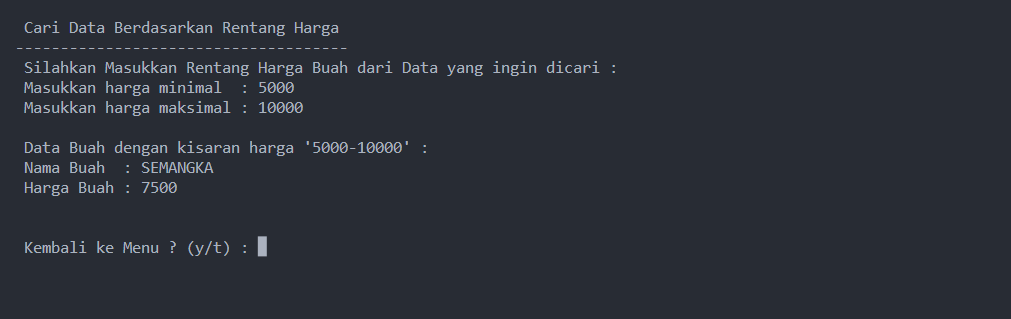 Cari Data Berdasarkan Rentang Harga
-------------------------------------
Silahkan Masukkan Rentang Harga Buah dari Data yang ingin dicari :
Masukkan harga minimal  : 5000
Masukkan harga maksimal : 10000
Data Buah dengan kisaran harga '5000-10000' :
Nama Buah  : SEMANGKA
Harga Buah : 7500
Kembali ke Menu ? (y/t) :